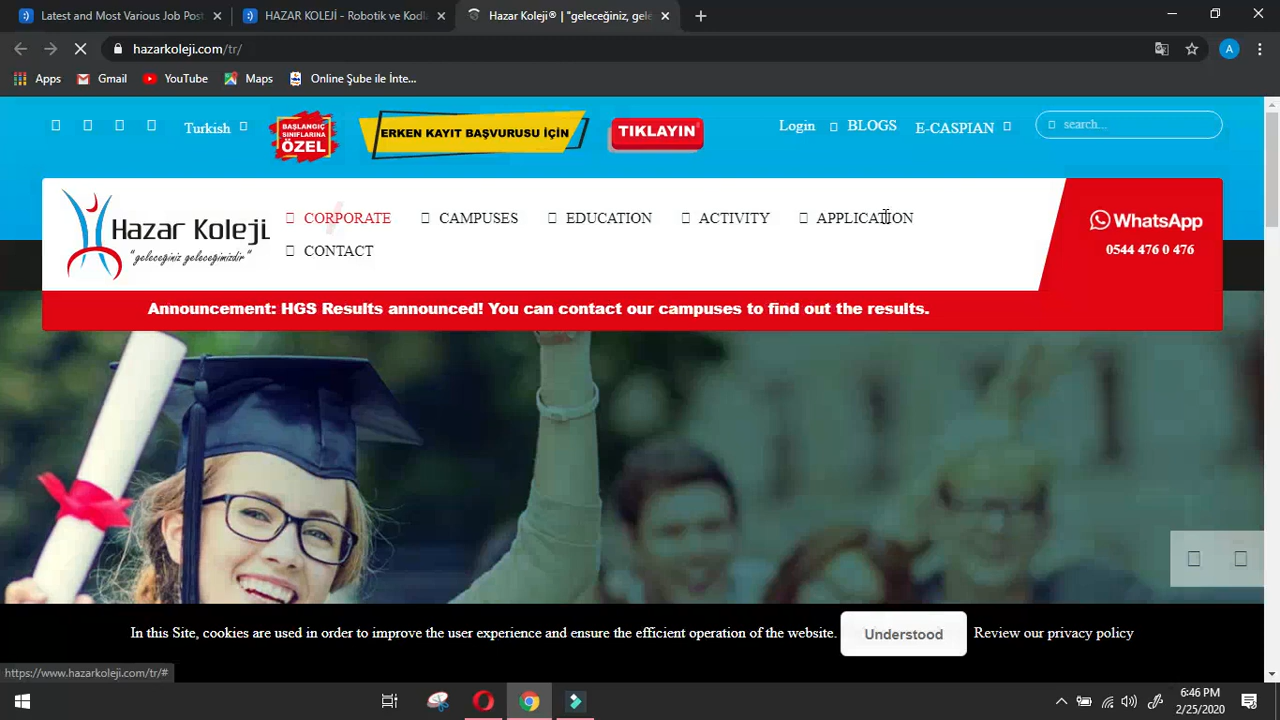 Latest and Most Various Job Post
HAZAR KOLEJİ - Robotik ve Kodl
Hazar Koleji® | "geleceğiniz, gel
hazarkoleji.com/tr/
A
Apps
Gmail
YouTube
Maps
Online Şube ile İnte...
Turkish
BAŞLANGIÇ
SINIFLARINA
ÖZEL
ERKEN KAYIT BAŞVURUSU İÇİN
TIKLAYIN
Login
BLOGS
E-CASPIAN
search...
Hazar Koleji
"geleceğiniz geleceğimizdir"
CORPORATE
CAMPUSES
EDUCATION
ACTIVITY
APPLICATION
CONTACT
WhatsApp
0544 476 0 476
Announcement: HGS Results announced! You can contact our campuses to find out the results.
In this Site, cookies are used in order to improve the user experience and ensure the efficient operation of the website.
Understood
Review our privacy policy
https://www.hazarkoleji.com/tr/#
6:46 PM
2/25/2020